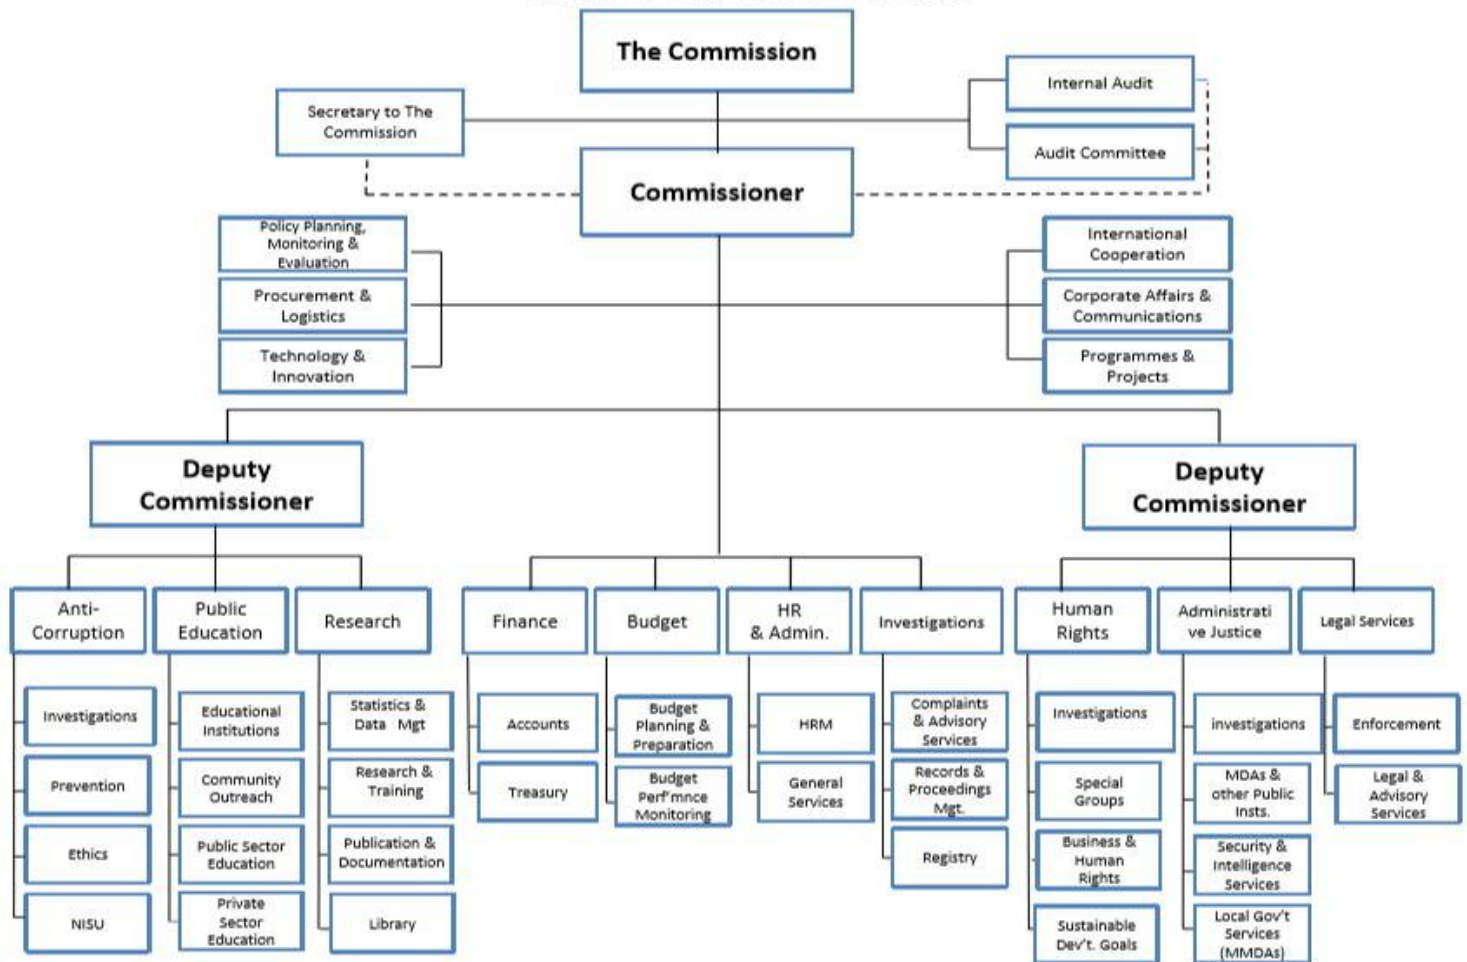 The Commission
Internal Audit
Secretary to The
Commission
Audit Committee
Commissioner
Policy Planning,
Monitoring &
Evaluation
International
Cooperation
Procurement &
Logistics
Corporate Affairs &
Communications
Technology &
Innovation
Programmes &
Projects
Deputy
Commissioner
Deputy
Commissioner
Anti-
Corruption
Public
Education
Research
Finance
Budget
HR
& Admin.
Investigations
Human
Rights
Administrati
ve Justice
Legal Services
Investigations
Prevention
Ethics
NISU
Educational
Institutions
Community
Outreach
Public Sector
Education
Private
Sector
Education
Statistics &
Data Mgt
Research &
Training
Publication &
Documentation
Library
Accounts
Treasury
Budget
Planning &
Preparation
Budget
Perf'mnce
Monitoring
HRM
General
Services
Complaints
& Advisory
Services
Records &
Proceedings
Mgt.
Registry
Investigations
Special
Groups
Business &
Human
Rights
Sustainable
Dev't. Goals
investigations
MDAs &
other Public
Insts.
Security &
Intelligence
Services
Local Gov't
Services
(MMDAs)
Enforcement
Legal &
Advisory
Services